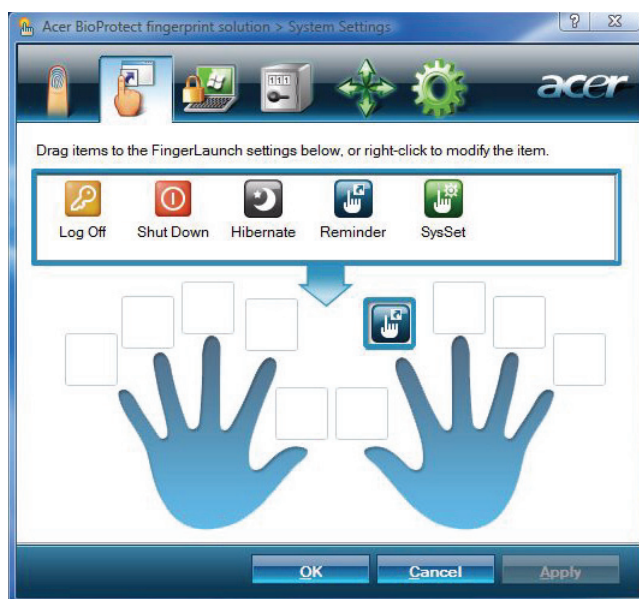 Acer BioProtect fingerprint solution > System Settings
acer
Drag items to the FingerLaunch settings below, or right-click to modify the item.
Log Off Shut Down Hibernate Reminder SysSet
OK Cancel Apply